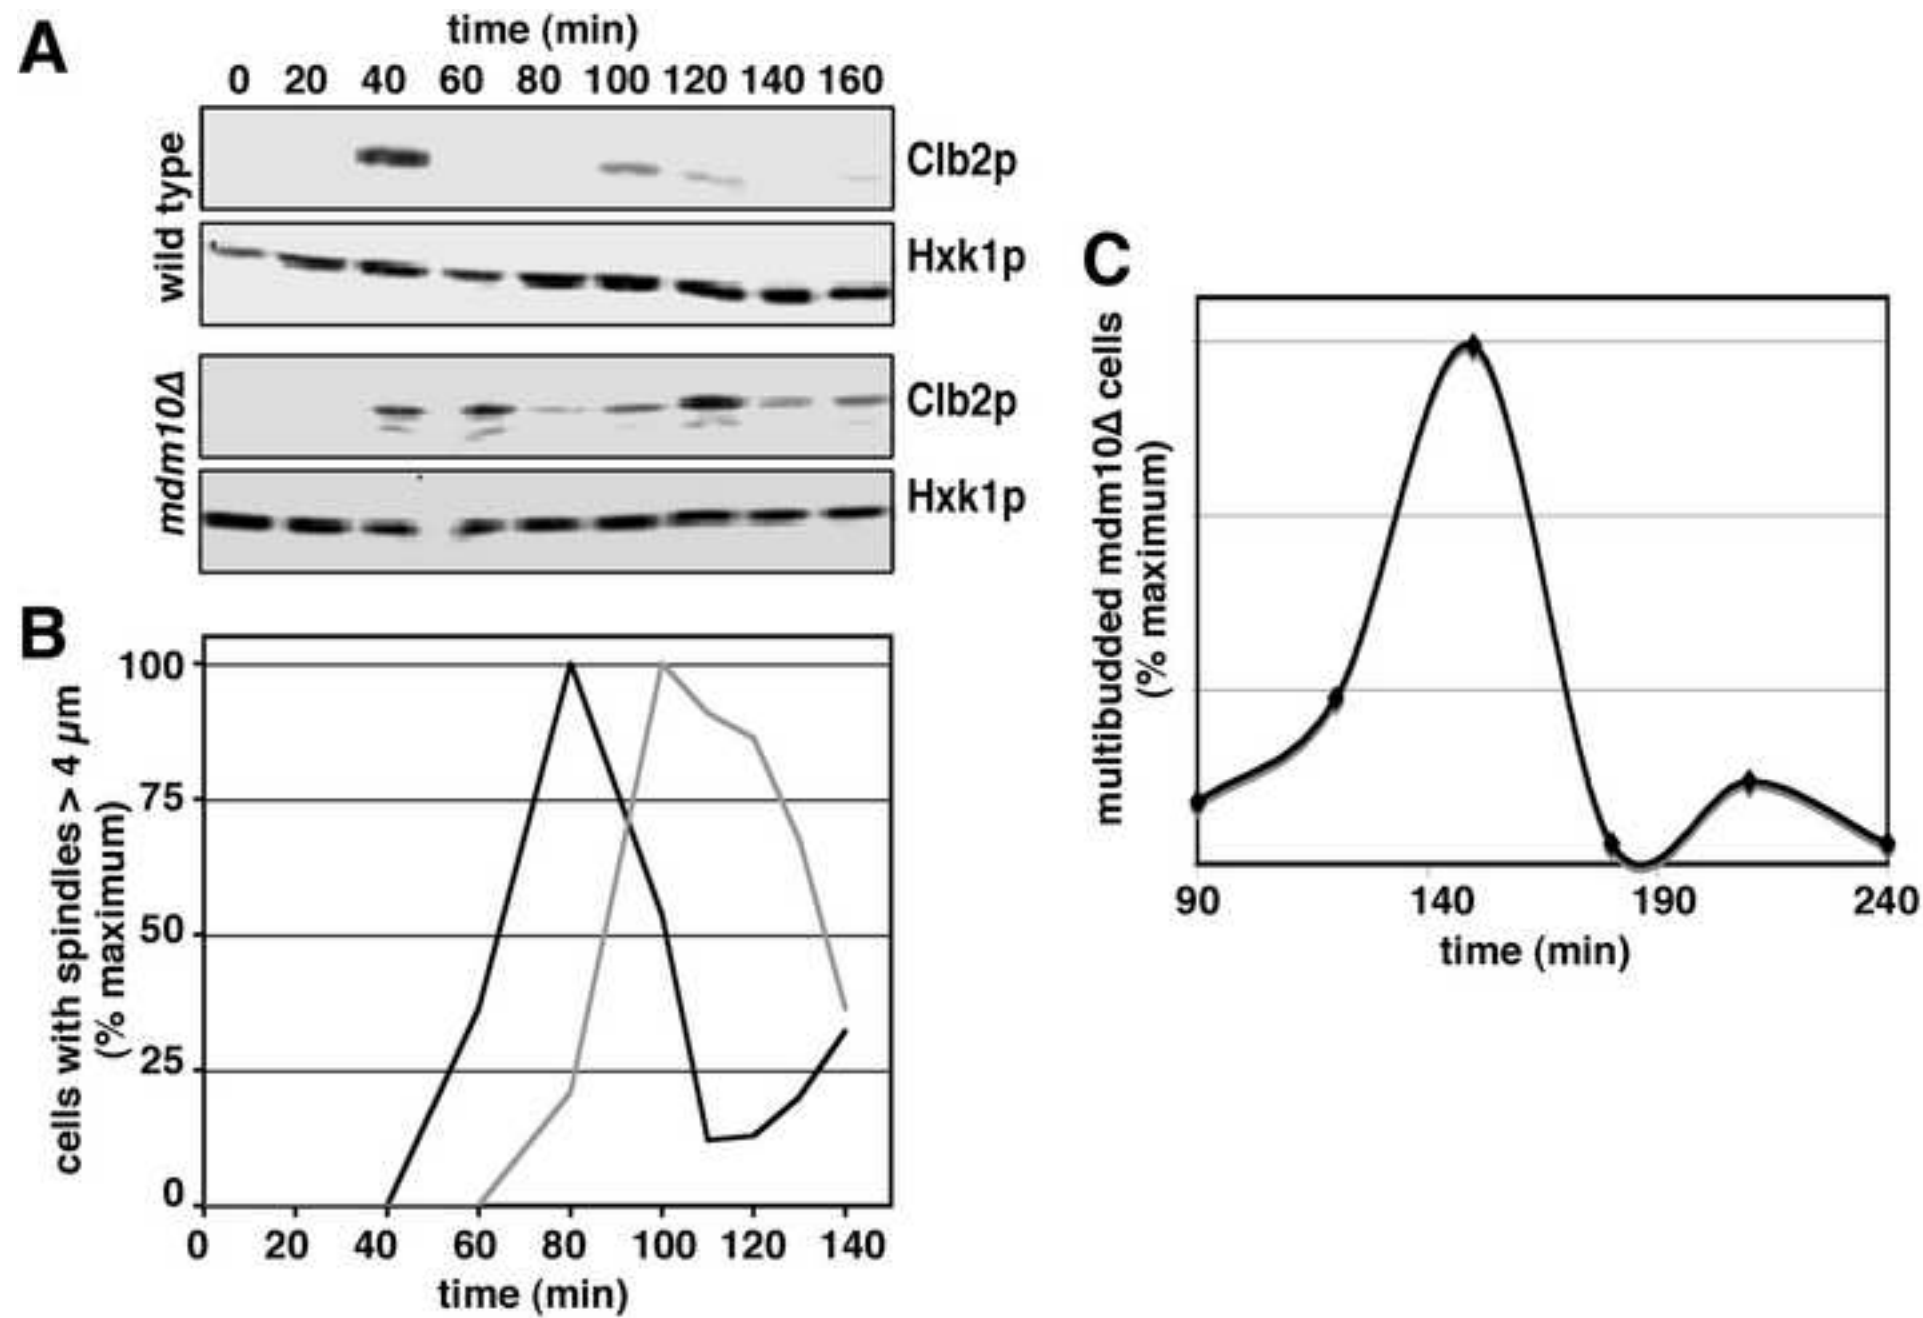 A
time (min)
0 20 40 60 80 100 120 140 160
wild type
Clb2p
Hxk1p
mdm10Δ
Clb2p
Hxk1p
B
cells with spindles > 4 µm
(% maximum)
100
75
50
25
0
0 20 40 60 80 100 120 140
time (min)
C
multibudded mdm10Δ cells
(% maximum)
90 140 190 240
time (min)